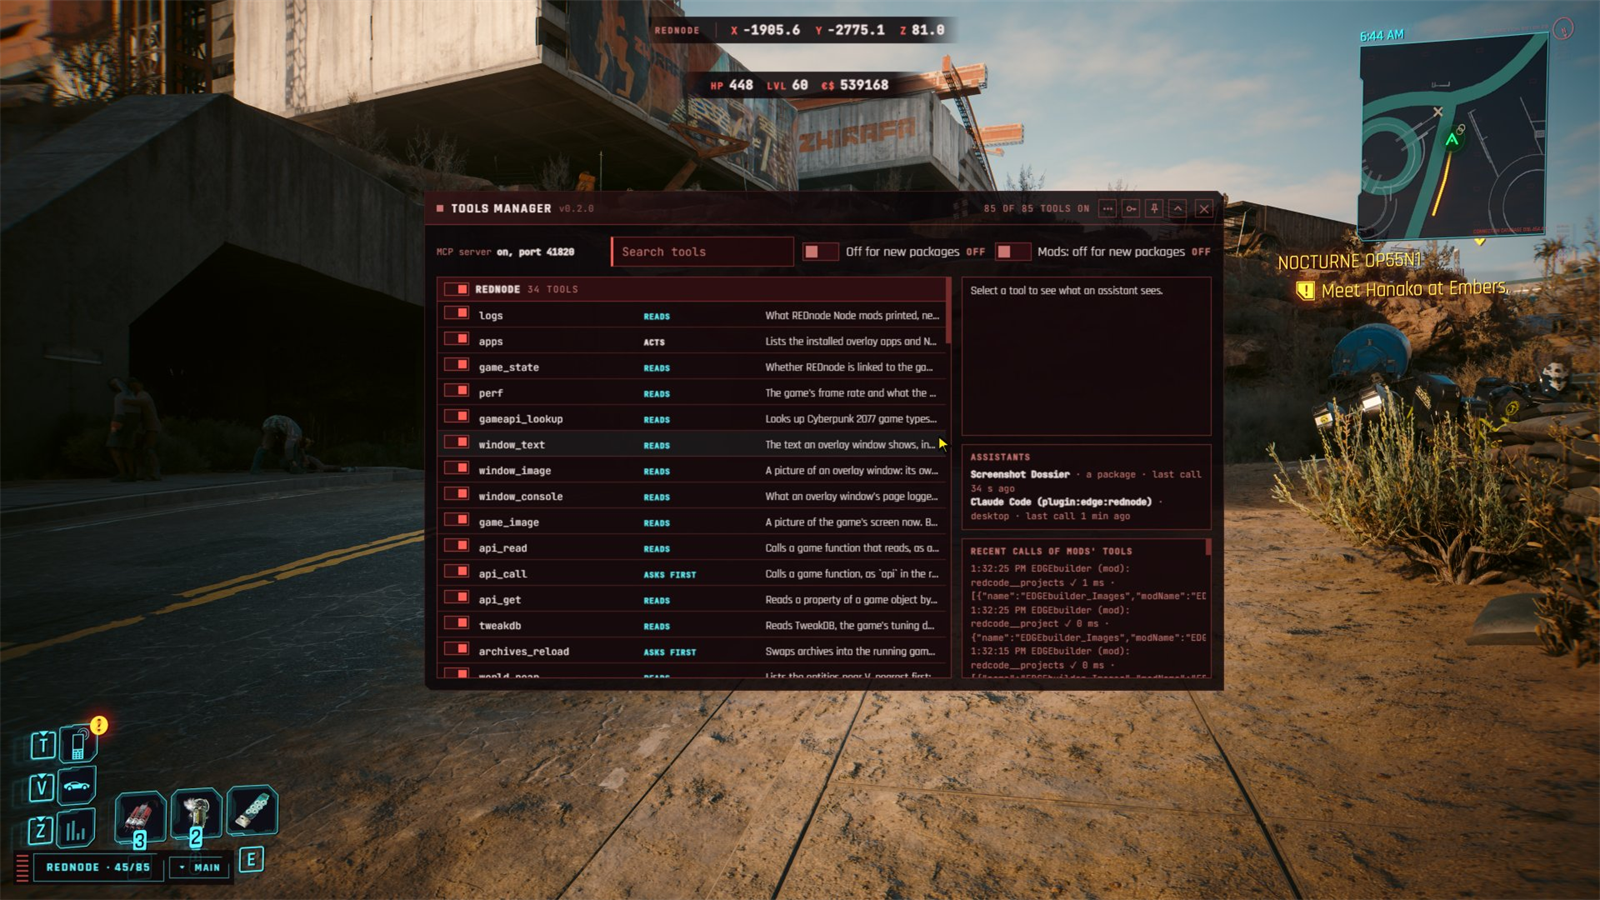 REDNODE X -1905.6 Y -2775.1 Z 81.0
HP 448 LVL 60 €$ 539168
ZHIRAFA
6:44 AM
NOCTURNE OP55N1
Meet Hanako at Embers.
TOOLS MANAGER v0.2.0
85 OF 85 TOOLS ON
MCP server on, port 41820
Search tools
Off for new packages OFF
Mods: off for new packages OFF
REDNODE 34 TOOLS
logs READS What REDnode Node mods printed, ne...
apps ACTS Lists the installed overlay apps and N...
game_state READS Whether REDnode is linked to the ga...
perf READS The game's frame rate and what the ...
gameapi_lookup READS Looks up Cyberpunk 2077 game types...
window_text READS The text an overlay window shows, in...
window_image READS A picture of an overlay window: its ow...
window_console READS What an overlay window's page logge...
game_image READS A picture of the game's screen now. B...
api_read READS Calls a game function that reads, as a...
api_call ASKS FIRST Calls a game function, as `api` in the r...
api_get READS Reads a property of a game object by...
tweakdb READS Reads TweakDB, the game's tuning d...
archives_reload ASKS FIRST Swaps archives into the running gam...
world_near READS Lists the entities near V, nearest first:
Select a tool to see what an assistant sees.
ASSISTANTS
Screenshot Dossier · a package · last call
34 s ago
Claude Code (plugin:edge:rednode) ·
desktop · last call 1 min ago
RECENT CALLS OF MODS' TOOLS
1:32:25 PM EDGEbuilder (mod):
redcode__projects ✓ 1 ms ·
[{"name":"EDGEbuilder_Images","modName":"ED
1:32:25 PM EDGEbuilder (mod):
redcode__project ✓ 0 ms ·
{"name":"EDGEbuilder_Images","modName":"EDGE
1:32:15 PM EDGEbuilder (mod):
redcode__projects ✓ 0 ms ·
T
V
Z
3
2
E
REDNODE · 45/85
MAIN